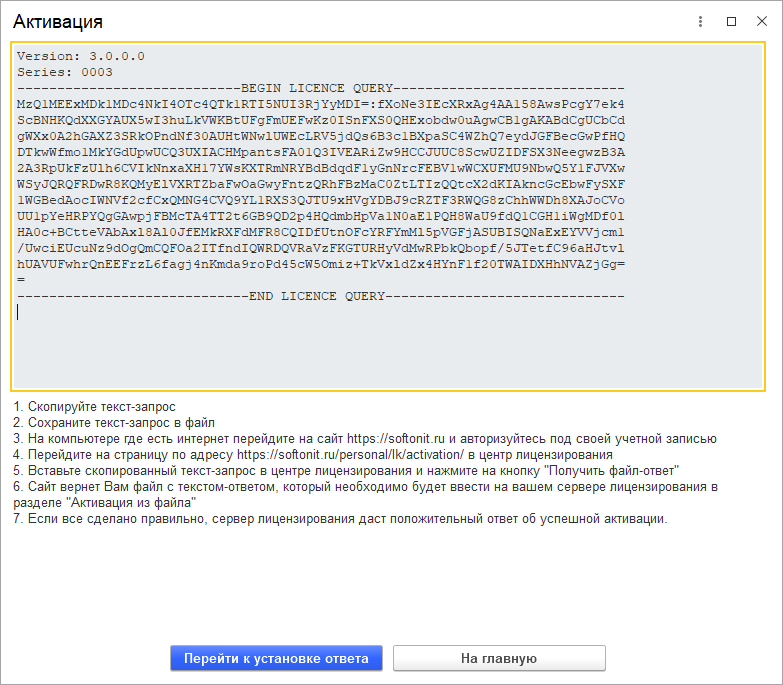 Активация
Version: 3.0.0.0
Series: 0003
----------------------------BEGIN LICENCE QUERY-----------------------------
MzQ1MEExMDk1MDc4NkI4OTc4QTk1RTI5NUI3RjYyMDI=:fXoNe3IEcXRxAg4AA158AwsPcgY7ek4
ScBNHKQdXXGYAUX5wI3huLkVWKBtUFgFmUEFwKz0ISnFXS0QHExobdw0uAgwCB1gAKABdCgUCbCd
gWXx0A2hGAXZ3SRkOPndNf30AUHtWNw1UWEcLRV5jdQs6B3c1BXpaSC4WZhQ7eydJGFBecGwPfHQ
DTkwWfmo1MkYGdUpwUCQ3UXIACHMpantsFA01Q3IVEARiZw9HCCJUUC8ScwUZIDFSX3NeegwzB3A
2A3RpUkFzU1h6CVIkNnxaXH17YWsKXTRmNRYBdBdqdFlyGnNrcFEBV1wWCXUFMU9NbwQ5Y1FJVXw
WSyJQRQFRDwR8KQMyElVXRTZbaFwOaGwyFntzQRhFBzMaC0ZtLTIzQQtcX2dKIAkncGcEbwFySXF
1WGBedAocIWNVf2cfCxQMNG4CVQ9YL1RXS3QJTU9xHVgYDBJ9cRZTF3RWQG8zChhWWDh8XAJoCVo
UU1pYeHRPYQgGAwpjFBMcTA4TT2t6GB9QD2p4HQdmbHpVa1N0aE1PQH8WaU9fdQ1CGH1iWgMDf01
HA0c+BCtteVAbAx18Al0JfEMkRXFdMFR8CQIDfUtnOFcYRFYmM15pVGFjASUBISQNaExEYVVjcm1
/UwciEUcuNz9dOgQmCQFOa2ITfndIQWRDQVRaVzFKGTURHyVdMwRPbkQbopf/5JTetfC96aHJtvl
hUAVUFwhrQnEEFrzL6fagj4nKmda9roPd45cW5Omiz+TkVxldZx4HYnF1f20TWAIDXHhNVAZjGg=
=
-----------------------------END LICENCE QUERY------------------------------
1. Скопируйте текст-запрос
2. Сохраните текст-запрос в файл
3. На компьютере где есть интернет перейдите на сайт https://softonit.ru и авторизуйтесь под своей учетной записью
4. Перейдите на страницу по адресу https://softonit.ru/personal/lk/activation/ в центр лицензирования
5. Вставьте скопированный текст-запрос в центре лицензирования и нажмите на кнопку "Получить файл-ответ"
6. Сайт вернет Вам файл с текстом-ответом, который необходимо будет ввести на вашем сервере лицензирования в
разделе "Активация из файла"
7. Если все сделано правильно, сервер лицензирования даст положительный ответ об успешной активации.
Перейти к установке ответа
На главную